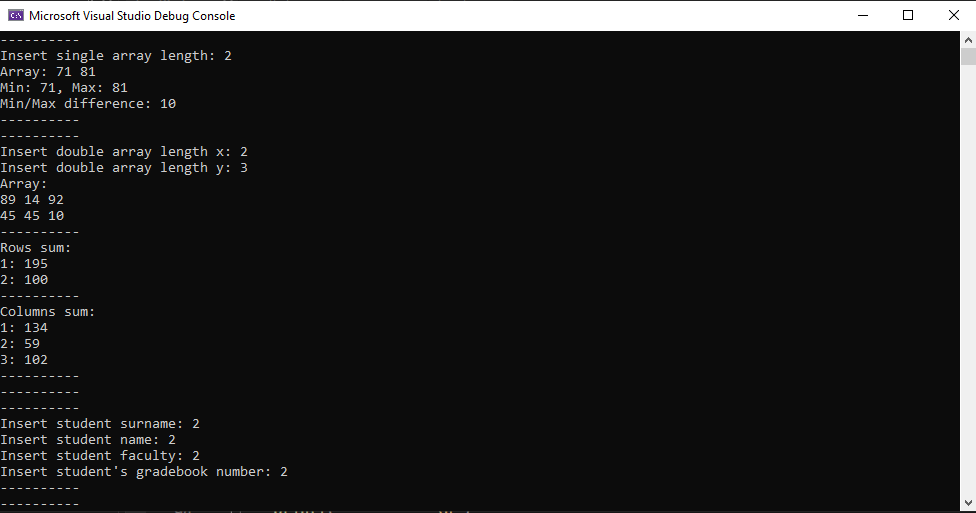 Microsoft Visual Studio Debug Console
----------
Insert single array length: 2
Array: 71 81
Min: 71, Max: 81
Min/Max difference: 10
----------
----------
Insert double array length x: 2
Insert double array length y: 3
Array:
89 14 92
45 45 10
----------
Rows sum:
1: 195
2: 100
----------
Columns sum:
1: 134
2: 59
3: 102
----------
----------
----------
Insert student surname: 2
Insert student name: 2
Insert student faculty: 2
Insert student's gradebook number: 2
----------
----------